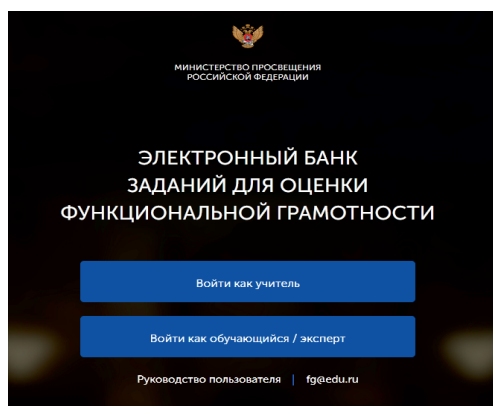 МИНИСТЕРСТВО ПРОСВЕЩЕНИЯ
РОССИЙСКОЙ ФЕДЕРАЦИИ
ЭЛЕКТРОННЫЙ БАНК
ЗАДАНИЙ ДЛЯ ОЦЕНКИ
ФУНКЦИОНАЛЬНОЙ ГРАМОТНОСТИ
Войти как учитель
Войти как обучающийся / эксперт
Руководство пользователя | fg@edu.ru